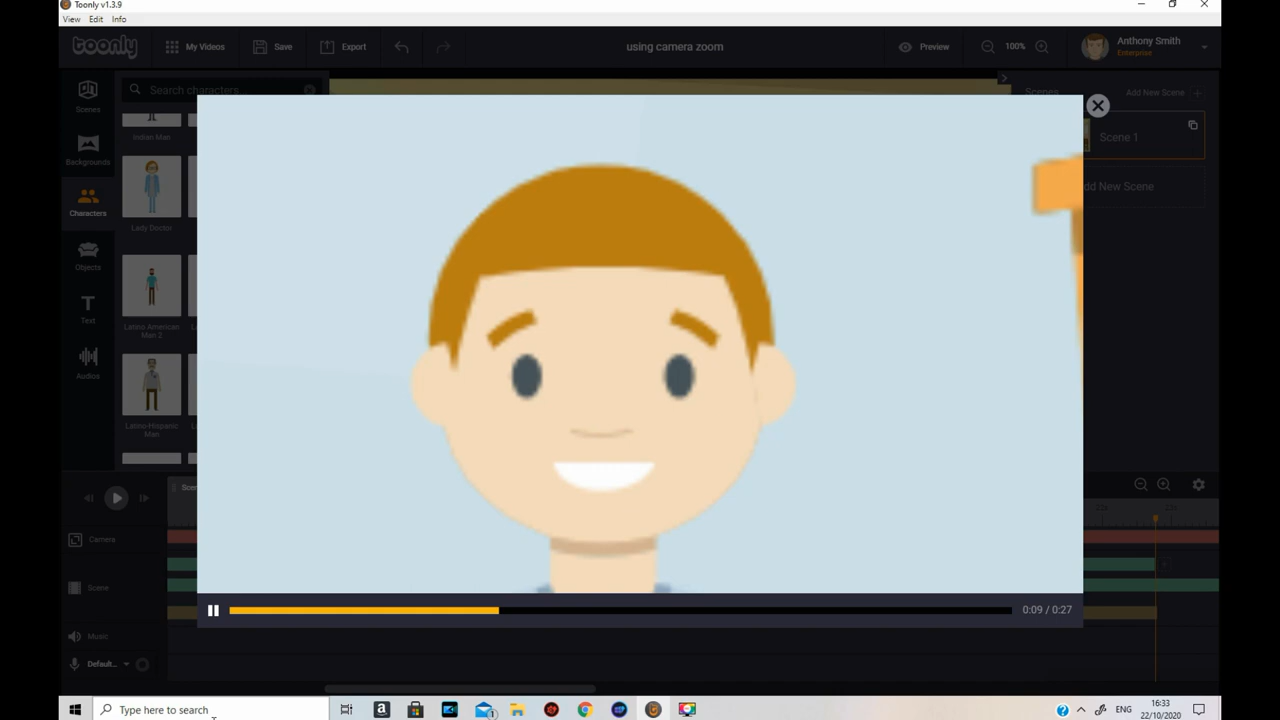 Toonly v1.3.9
View Edit Info
toonly
My Videos
Save
Export
using camera zoom
Preview
100%
Anthony Smith
Enterprise
Scenes
Backgrounds
Characters
Objects
Text
Audios
Search characters...
Indian Man
Lady Doctor
Latino American
Man 2
Latino-Hispanic
Man
Scenes
Add New Scene
Scene 1
Add New Scene
0:09 / 0:27
Camera
Scene
Music
Default...
Type here to search
ENG
16:33
22/10/2020